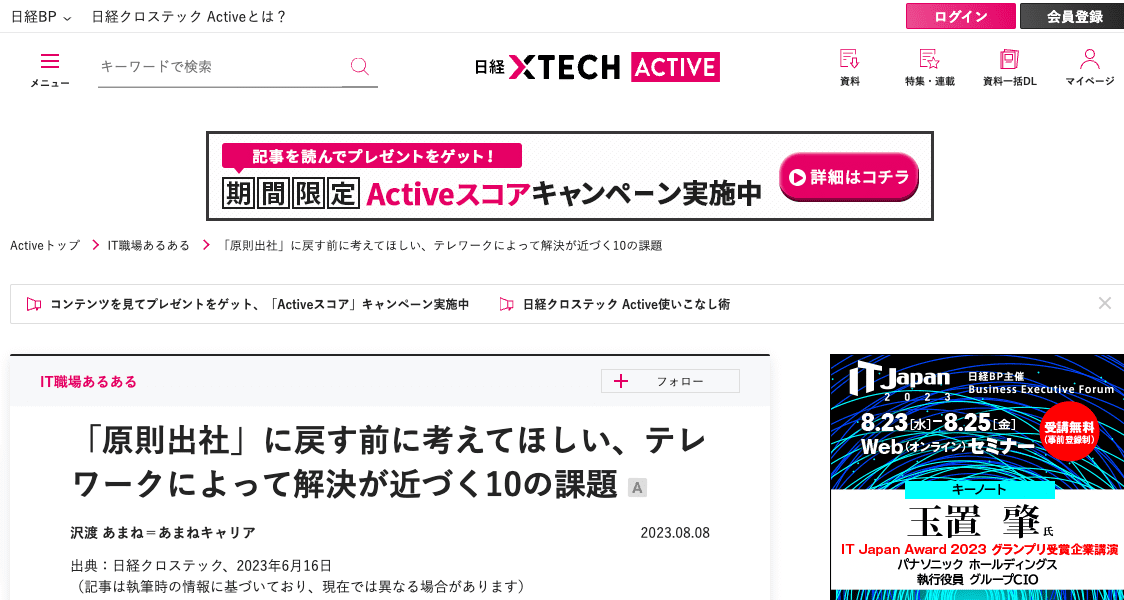 日経BP 日経クロステック Activeとは？ ログイン 会員登録
メニュー キーワードで検索 日経 XTECH ACTIVE 資料 特集・連載 資料一括DL マイページ
記事を読んでプレゼントをゲット！
期間限定 Activeスコアキャンペーン実施中 詳細はコチラ
Activeトップ IT職場あるある 「原則出社」に戻す前に考えてほしい、テレワークによって解決が近づく10の課題
コンテンツを見てプレゼントをゲット、「Activeスコア」キャンペーン実施中 日経クロステック Active使いこなし術
IT職場あるある フォロー
「原則出社」に戻す前に考えてほしい、テレ
ワークによって解決が近づく10の課題 A
沢渡 あまね＝あまねキャリア 2023.08.08
出典：日経クロステック、2023年6月16日
（記事は執筆時の情報に基づいており、現在では異なる場合があります）
IT Japan 2023
日経BP主催
Business Executive Forum
8.23[水]−8.25[金]
Web(オンライン)セミナー
受講無料
(事前登録制)
キーノート
玉置 肇氏
IT Japan Award 2023 グランプリ受賞企業講演
パナソニック ホールディングス
執行役員 グループCIO